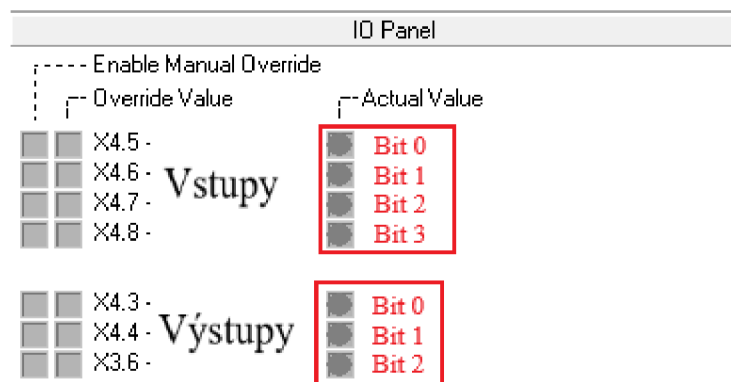 IO Panel
Enable Manual Override
Override Value Actual Value
X4.5 - Bit 0
X4.6 - Bit 1
Vstupy
X4.7 - Bit 2
X4.8 - Bit 3
X4.3 - Bit 0
X4.4 - Výstupy Bit 1
X3.6 - Bit 2